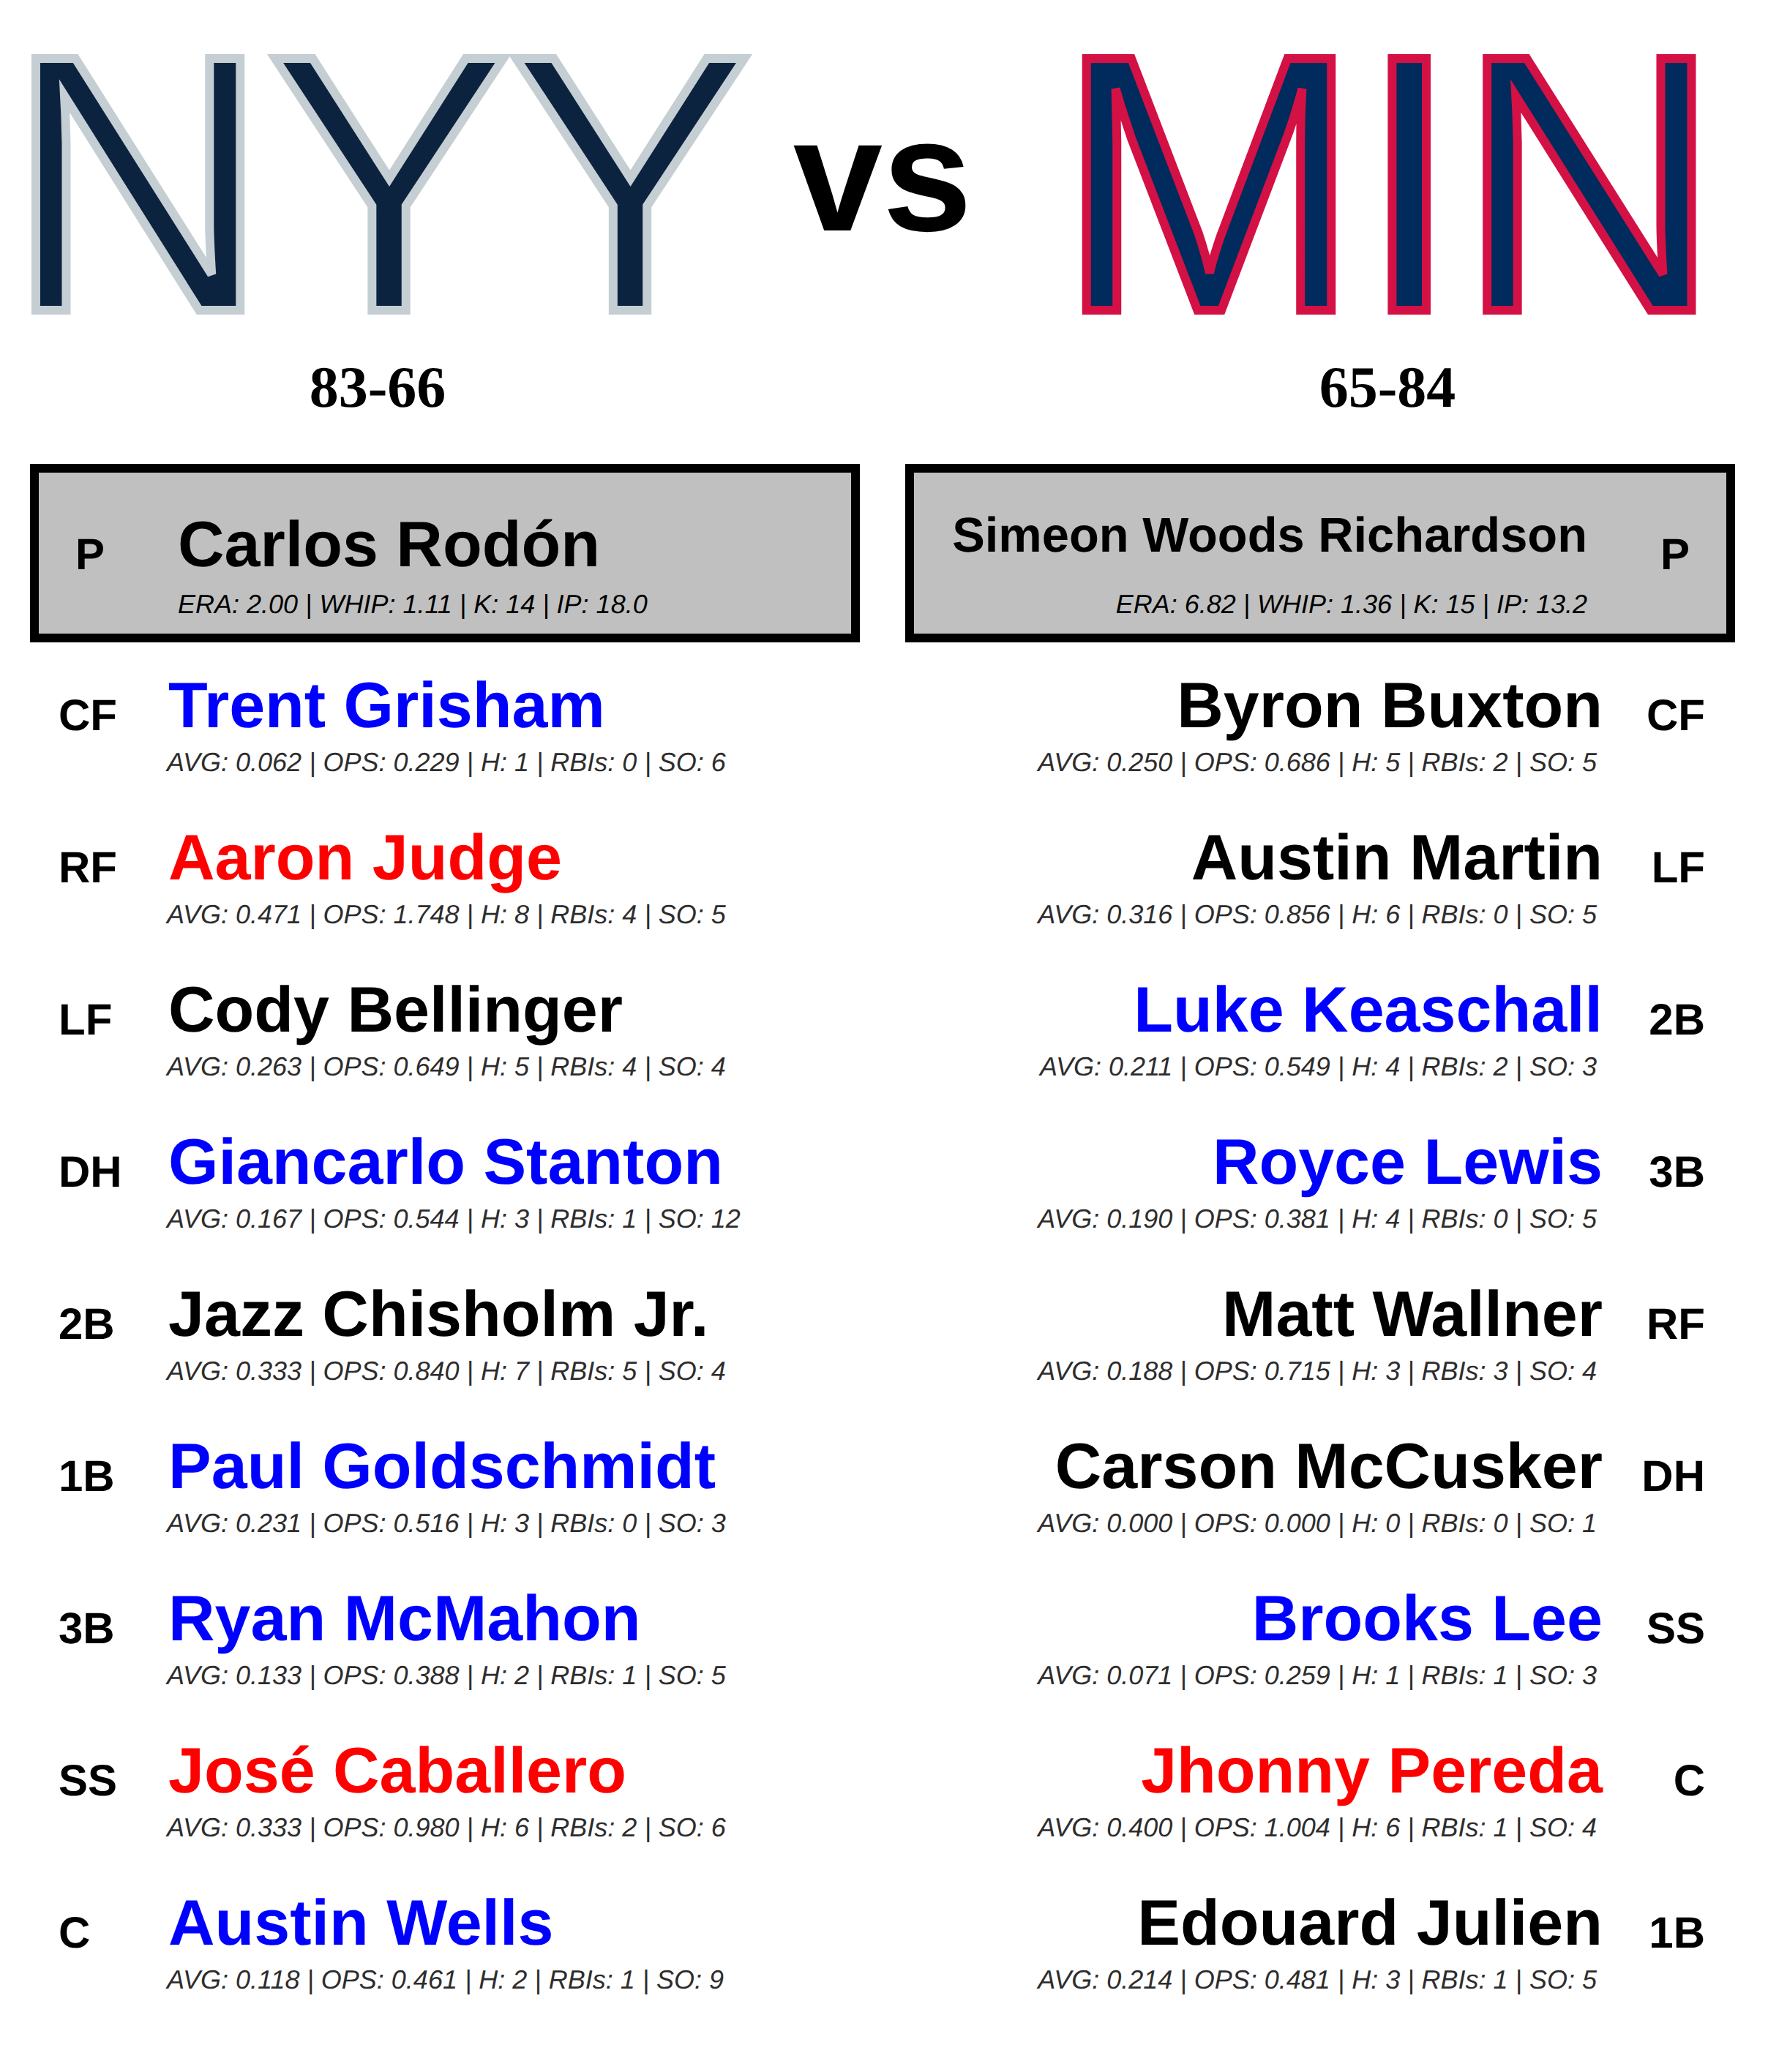 NYY vs MIN
83-66 65-84
P Carlos Rodón
ERA: 2.00 | WHIP: 1.11 | K: 14 | IP: 18.0
Simeon Woods Richardson P
ERA: 6.82 | WHIP: 1.36 | K: 15 | IP: 13.2
CF Trent Grisham
AVG: 0.062 | OPS: 0.229 | H: 1 | RBIs: 0 | SO: 6
Byron Buxton CF
AVG: 0.250 | OPS: 0.686 | H: 5 | RBIs: 2 | SO: 5
RF Aaron Judge
AVG: 0.471 | OPS: 1.748 | H: 8 | RBIs: 4 | SO: 5
Austin Martin LF
AVG: 0.316 | OPS: 0.856 | H: 6 | RBIs: 0 | SO: 5
LF Cody Bellinger
AVG: 0.263 | OPS: 0.649 | H: 5 | RBIs: 4 | SO: 4
Luke Keaschall 2B
AVG: 0.211 | OPS: 0.549 | H: 4 | RBIs: 2 | SO: 3
DH Giancarlo Stanton
AVG: 0.167 | OPS: 0.544 | H: 3 | RBIs: 1 | SO: 12
Royce Lewis 3B
AVG: 0.190 | OPS: 0.381 | H: 4 | RBIs: 0 | SO: 5
2B Jazz Chisholm Jr.
AVG: 0.333 | OPS: 0.840 | H: 7 | RBIs: 5 | SO: 4
Matt Wallner RF
AVG: 0.188 | OPS: 0.715 | H: 3 | RBIs: 3 | SO: 4
1B Paul Goldschmidt
AVG: 0.231 | OPS: 0.516 | H: 3 | RBIs: 0 | SO: 3
Carson McCusker DH
AVG: 0.000 | OPS: 0.000 | H: 0 | RBIs: 0 | SO: 1
3B Ryan McMahon
AVG: 0.133 | OPS: 0.388 | H: 2 | RBIs: 1 | SO: 5
Brooks Lee SS
AVG: 0.071 | OPS: 0.259 | H: 1 | RBIs: 1 | SO: 3
SS José Caballero
AVG: 0.333 | OPS: 0.980 | H: 6 | RBIs: 2 | SO: 6
Jhonny Pereda C
AVG: 0.400 | OPS: 1.004 | H: 6 | RBIs: 1 | SO: 4
C Austin Wells
AVG: 0.118 | OPS: 0.461 | H: 2 | RBIs: 1 | SO: 9
Edouard Julien 1B
AVG: 0.214 | OPS: 0.481 | H: 3 | RBIs: 1 | SO: 5